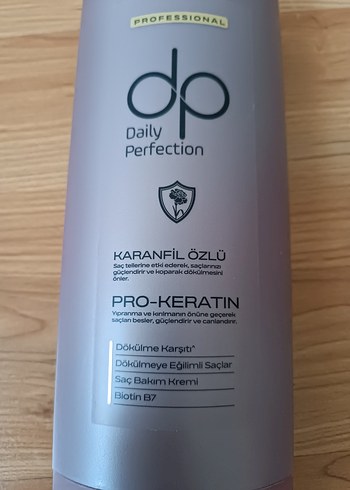 PROFESSIONAL
dp
Daily
Perfection
KARANFİL ÖZLÜ
Saç tellerine etki ederek, saçlarınızı
güçlendirir ve koparak dökülmesini
önler.
PRO-KERATIN
Yıpranma ve kırılmanın önüne geçerek
saçları besler, güçlendirir ve canlandırır.
Dökülme Karşıtı*
Dökülmeye Eğilimli Saçlar
Saç Bakım Kremi
Biotin B7